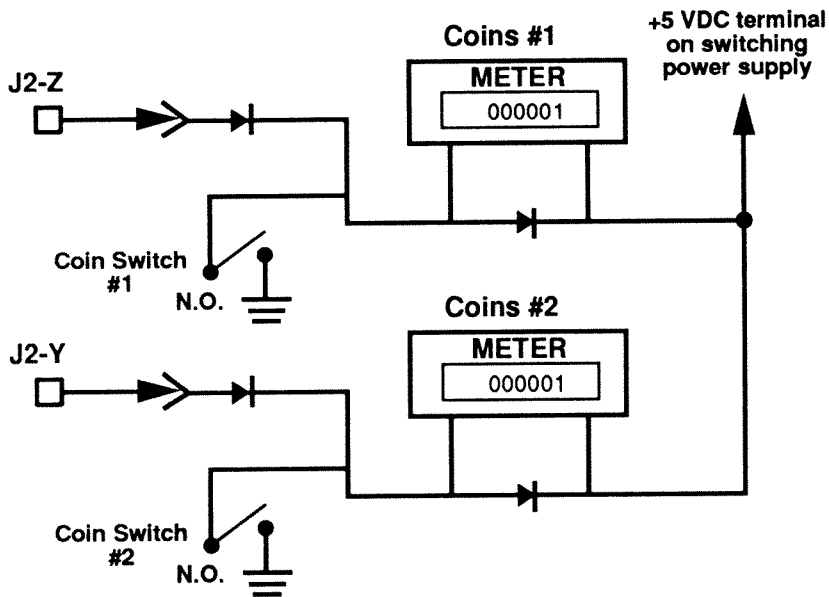 +5 VDC terminal
on switching
power supply
Coins #1
METER
000001
J2-Z
Coin Switch
#1
N.O.
Coins #2
METER
000001
J2-Y
Coin Switch
#2
N.O.